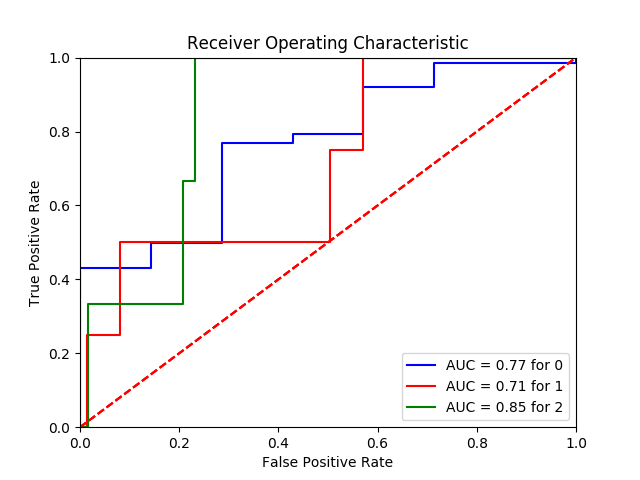 Receiver Operating Characteristic
True Positive Rate
1.0
0.8
0.6
0.4
0.2
0.0
AUC = 0.77 for 0
AUC = 0.71 for 1
AUC = 0.85 for 2
0.0 0.2 0.4 0.6 0.8 1.0
False Positive Rate